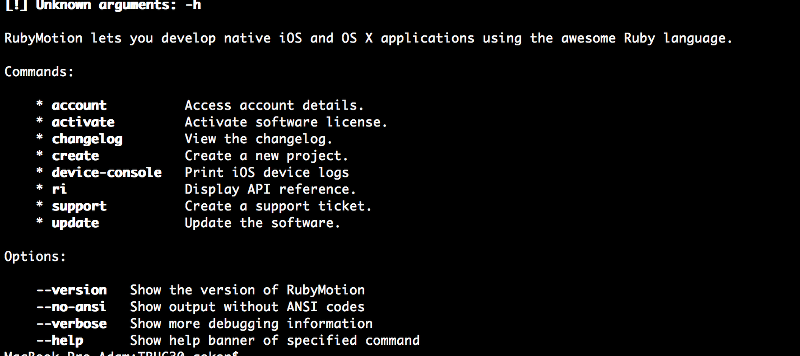 [!] Unknown arguments: -h
RubyMotion lets you develop native iOS and OS X applications using the awesome Ruby language.
Commands:
* account Access account details.
* activate Activate software license.
* changelog View the changelog.
* create Create a new project.
* device-console Print iOS device logs
* ri Display API reference.
* support Create a support ticket.
* update Update the software.
Options:
--version Show the version of RubyMotion
--no-ansi Show output without ANSI codes
--verbose Show more debugging information
--help Show help banner of specified command